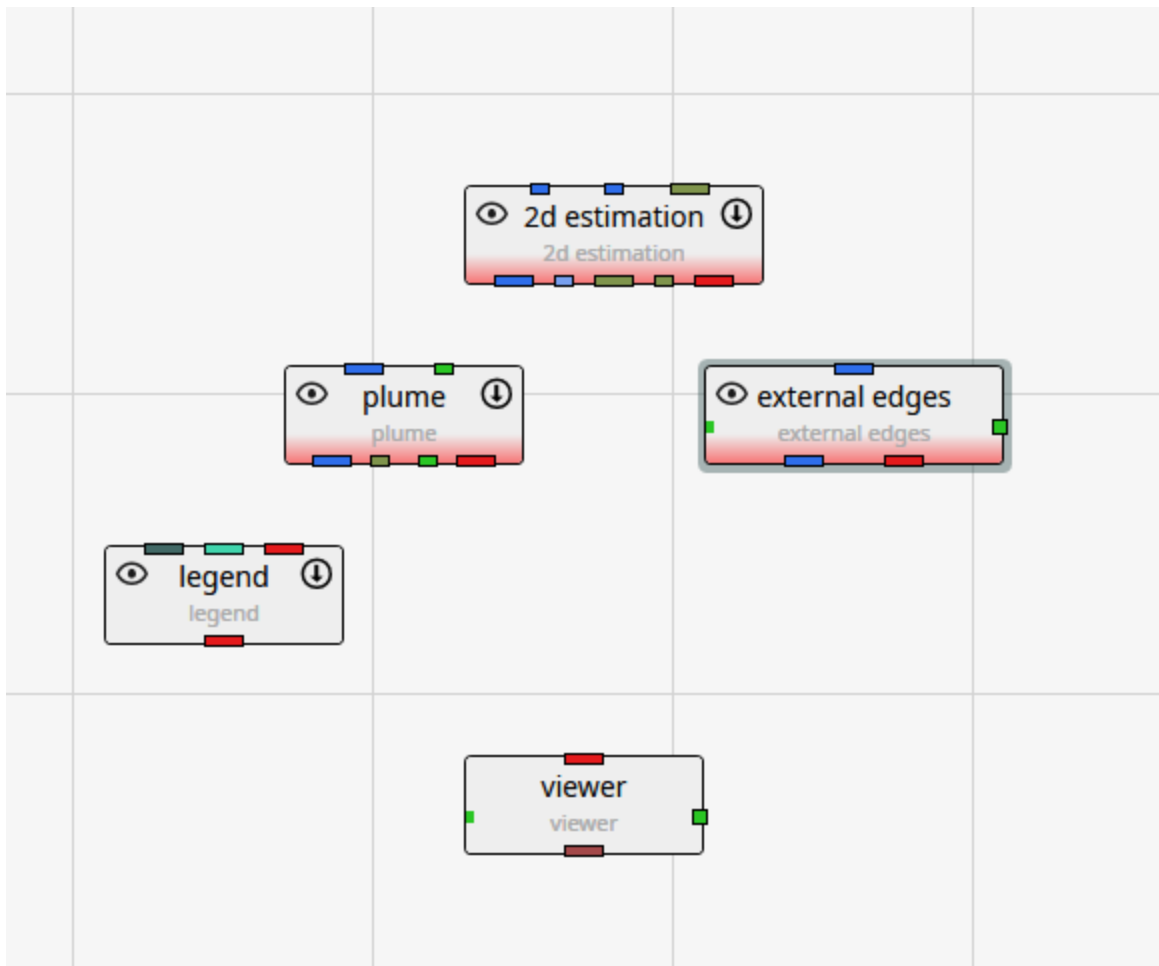 2d estimation
2d estimation
plume
plume
external edges
external edges
legend
legend
viewer
viewer